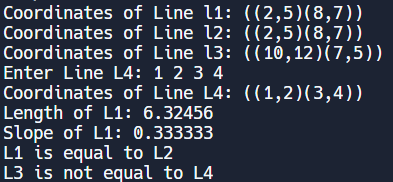 Coordinates of Line l1: ((2,5)(8,7))
Coordinates of Line l2: ((2,5)(8,7))
Coordinates of Line l3: ((10,12)(7,5))
Enter Line L4: 1 2 3 4
Coordinates of Line L4: ((1,2)(3,4))
Length of L1: 6.32456
Slope of L1: 0.333333
L1 is equal to L2
L3 is not equal to L4